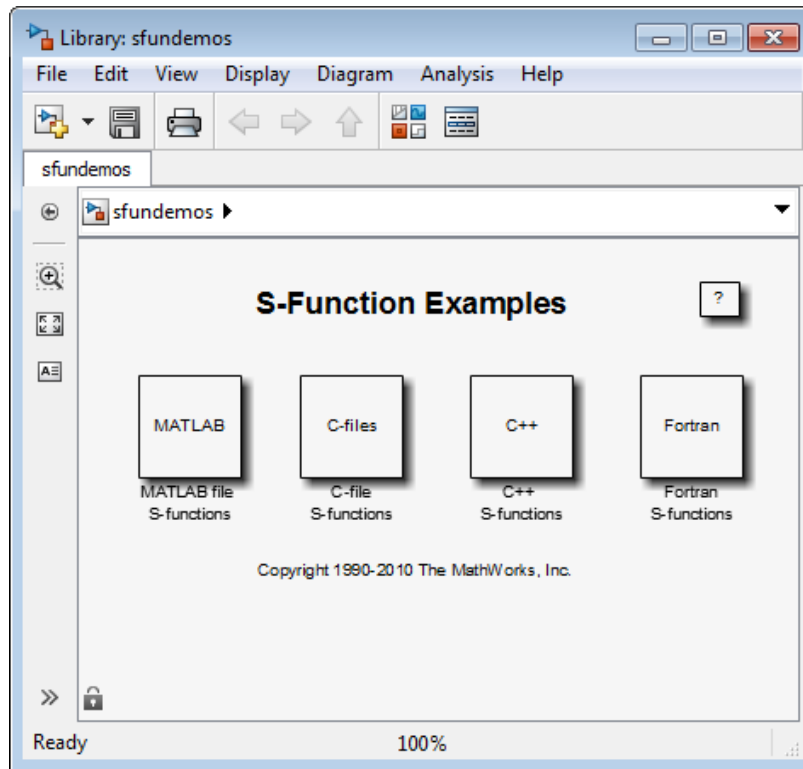 Library: sfundemos
File Edit View Display Diagram Analysis Help
sfundemos
sfundemos
S-Function Examples
?
MATLAB C-files C++ Fortran
MATLAB file C-file C++ Fortran
S-functions S-functions S-functions S-functions
Copyright 1990-2010 The MathWorks, Inc.
Ready 100%